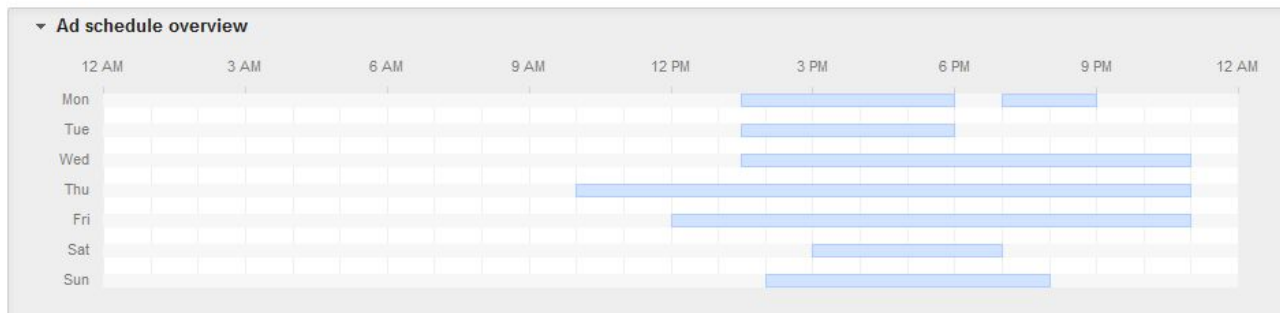 Ad schedule overview
12 AM 3 AM 6 AM 9 AM 12 PM 3 PM 6 PM 9 PM 12 AM
Mon
Tue
Wed
Thu
Fri
Sat
Sun